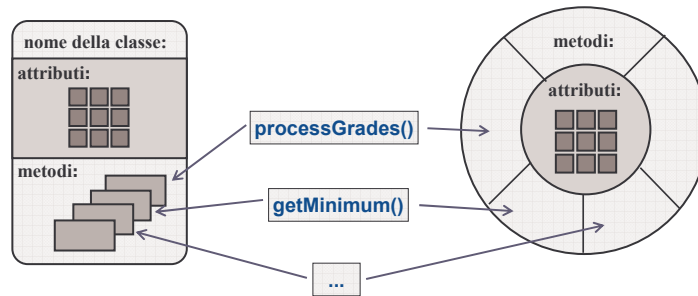 nome della classe:
attributi:
metodi:
processGrades()
getMinimum()
...
metodi:
attributi: